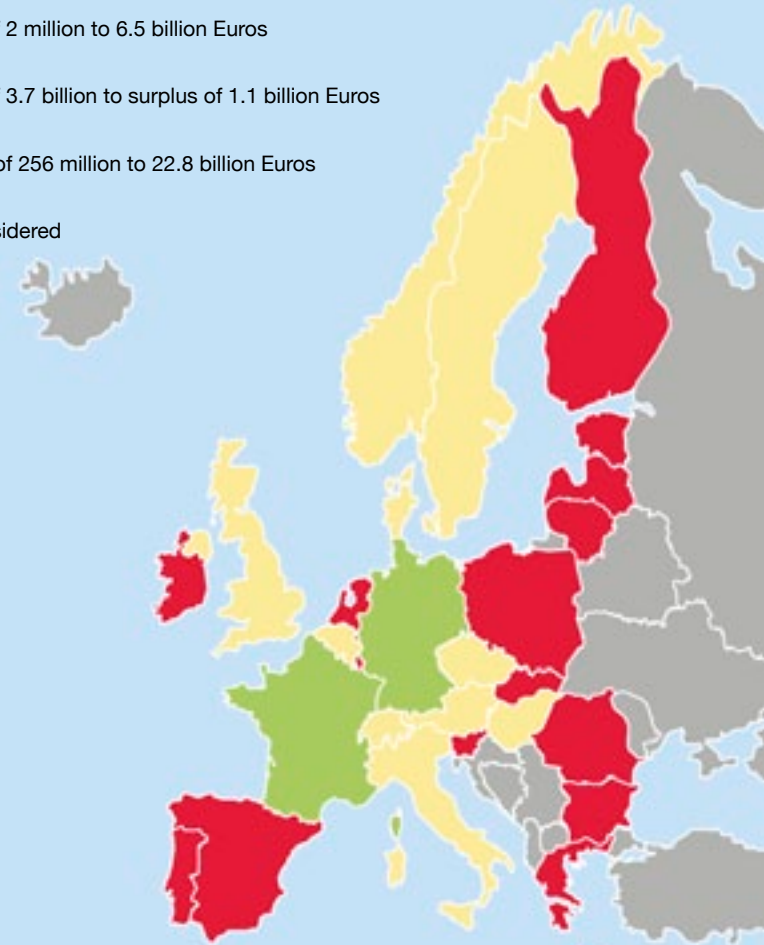 2 million to 6.5 billion Euros
3.7 billion to surplus of 1.1 billion Euros
of 256 million to 22.8 billion Euros
sidered